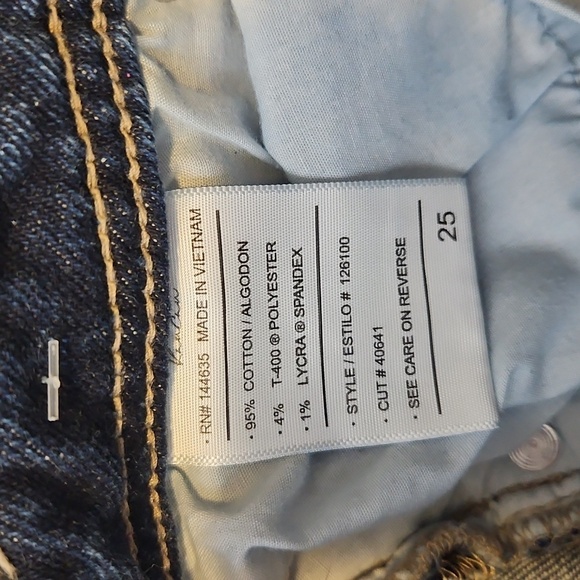 · RN# 144635 MADE IN VIETNAM
· 95% COTTON / ALGODON
· 4% T-400 ® POLYESTER
· 1% LYCRA ® SPANDEX
· STYLE / ESTILO # 126100
· CUT # 40641
· SEE CARE ON REVERSE
25